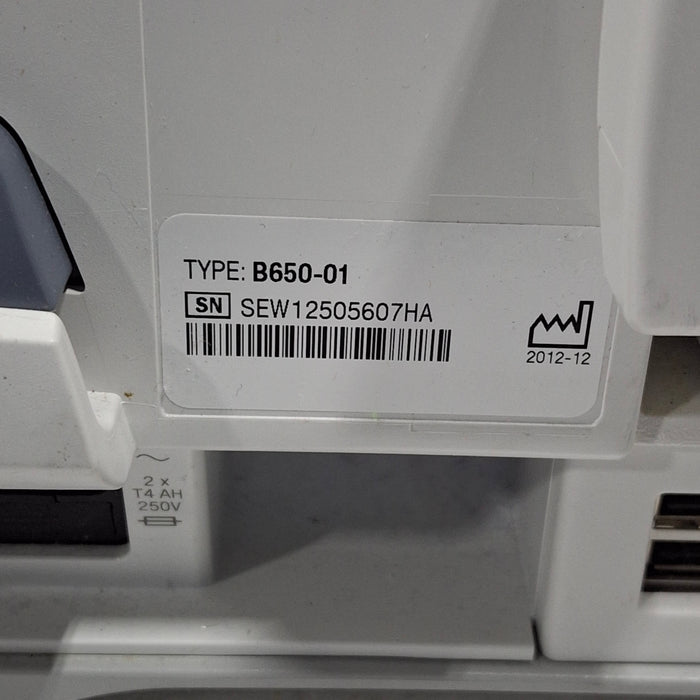 TYPE: B650-01
SN SEW12505607HA
2012-12
2 x
T4 AH
250V